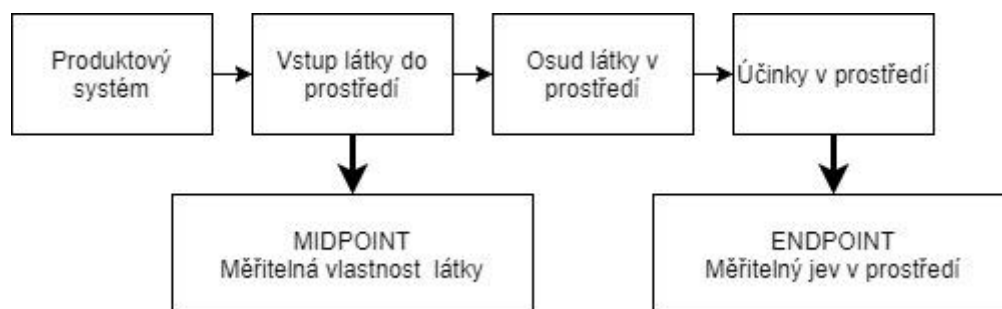 Produktový
systém
Vstup látky do
prostředí
Osud látky v
prostředí
Účinky v prostředí
MIDPOINT
Měřitelná vlastnost látky
ENDPOINT
Měřitelný jev v prostředí